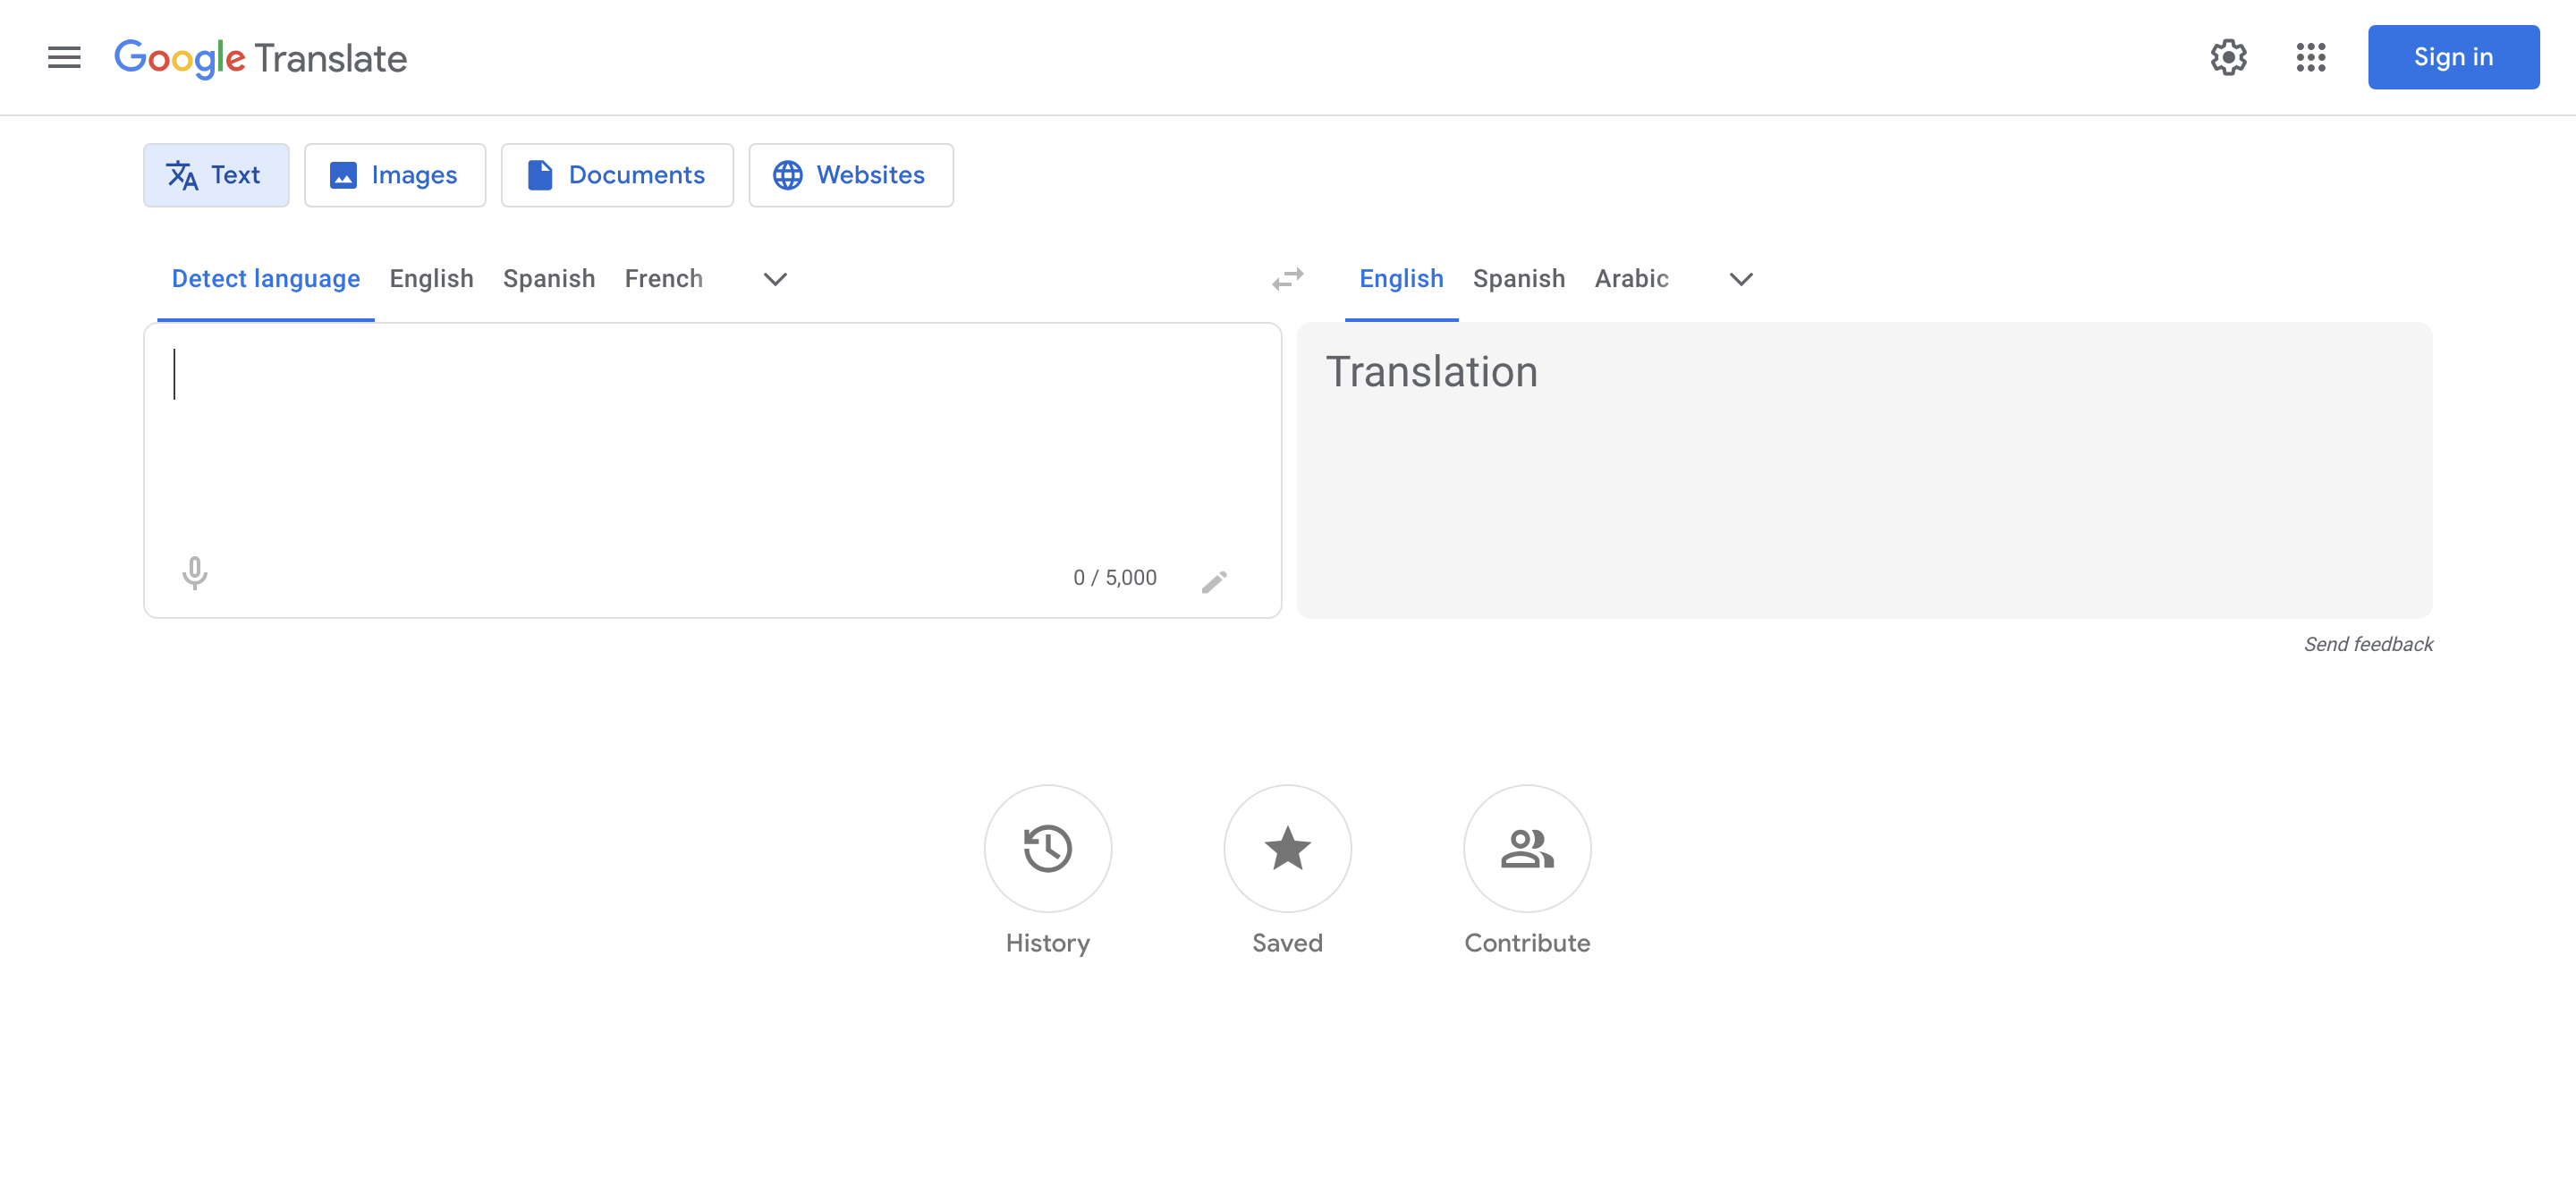 Google Translate
Sign in
Text Images Documents Websites
Detect language English Spanish French English Spanish Arabic
Translation
0 / 5,000
Send feedback
History Saved Contribute